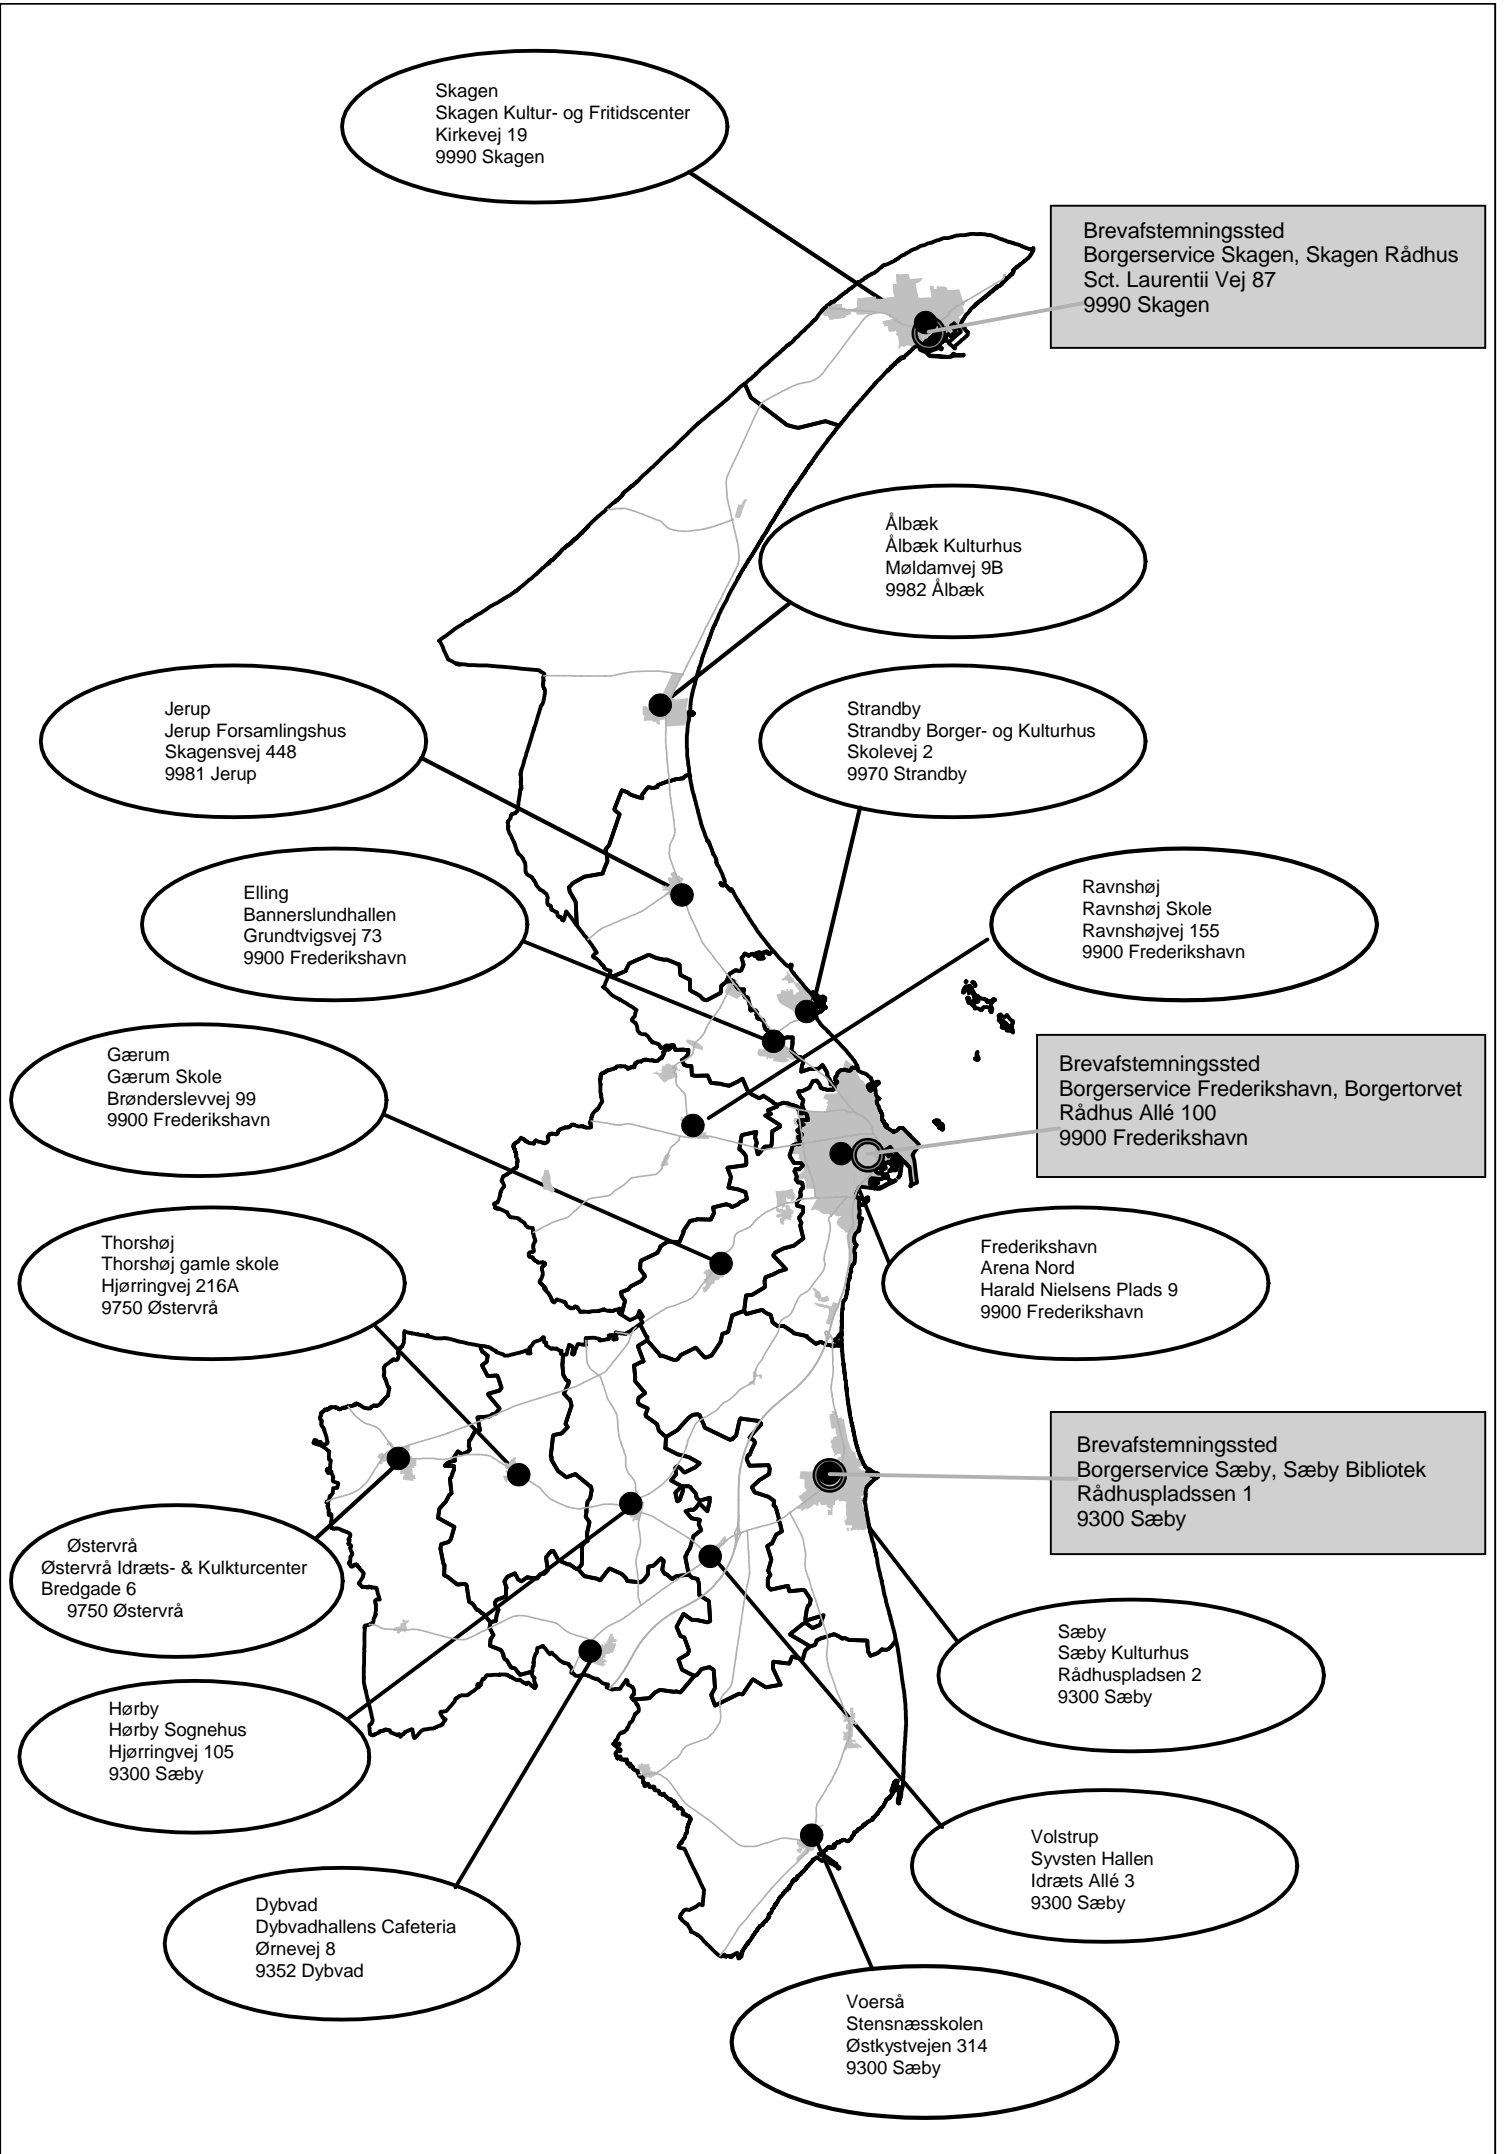 Skagen
Skagen Kultur- og Fritidscenter
Kirkevej 19
9990 Skagen
Brevafstemningssted
Borgerservice Skagen, Skagen Rådhus
Sct. Laurentii Vej 87
9990 Skagen
Ålbæk
Ålbæk Kulturhus
Møldamvej 9B
9982 Ålbæk
Jerup
Jerup Forsamlingshus
Skagensvej 448
9981 Jerup
Strandby
Strandby Borger- og Kulturhus
Skolevej 2
9970 Strandby
Elling
Bannerslundhallen
Grundtvigsvej 73
9900 Frederikshavn
Ravnshøj
Ravnshøj Skole
Ravnshøjvej 155
9900 Frederikshavn
Gærum
Gærum Skole
Brønderslevvej 99
9900 Frederikshavn
Brevafstemningssted
Borgerservice Frederikshavn, Borgertorvet
Rådhus Allé 100
9900 Frederikshavn
Thorshøj
Thorshøj gamle skole
Hjørringvej 216A
9750 Østervrå
Frederikshavn
Arena Nord
Harald Nielsens Plads 9
9900 Frederikshavn
Brevafstemningssted
Borgerservice Sæby, Sæby Bibliotek
Rådhuspladssen 1
9300 Sæby
Østervrå
Østervrå Idræts- & Kulkturcenter
Bredgade 6
9750 Østervrå
Sæby
Sæby Kulturhus
Rådhuspladsen 2
9300 Sæby
Hørby
Hørby Sognehus
Hjørringvej 105
9300 Sæby
Volstrup
Syvsten Hallen
Idræts Allé 3
9300 Sæby
Dybvad
Dybvadhallens Cafeteria
Ørnevej 8
9352 Dybvad
Voerså
Stensnæsskolen
Østkystvejen 314
9300 Sæby